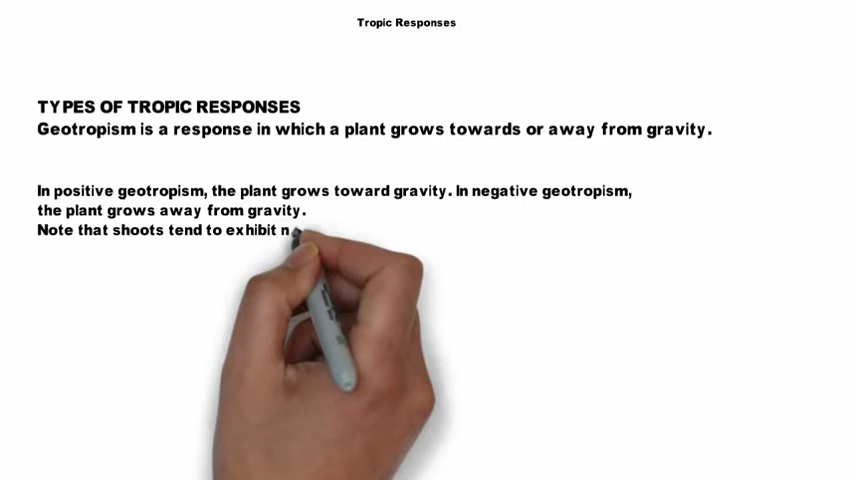 Tropic Responses
TYPES OF TROPIC RESPONSES
Geotropism is a response in which a plant grows towards or away from gravity.
In positive geotropism, the plant grows toward gravity. In negative geotropism,
the plant grows away from gravity.
Note that shoots tend to exhibit n